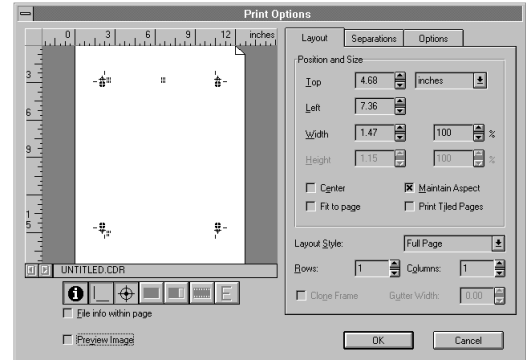 Print Options
0 3 6 9 12 inches
3
6
9
1
5
UNTITLED.CDR
File info within page
Preview Image
Layout Separations Options
Position and Size
Top 4.68 inches
Left 7.36
Width 1.47 100 %
Height 1.15 100 %
Center Maintain Aspect
Fit to page Print Tiled Pages
Layout Style: Full Page
Rows: 1 Columns: 1
Clone Frame Gutter Width: 0.00
OK Cancel